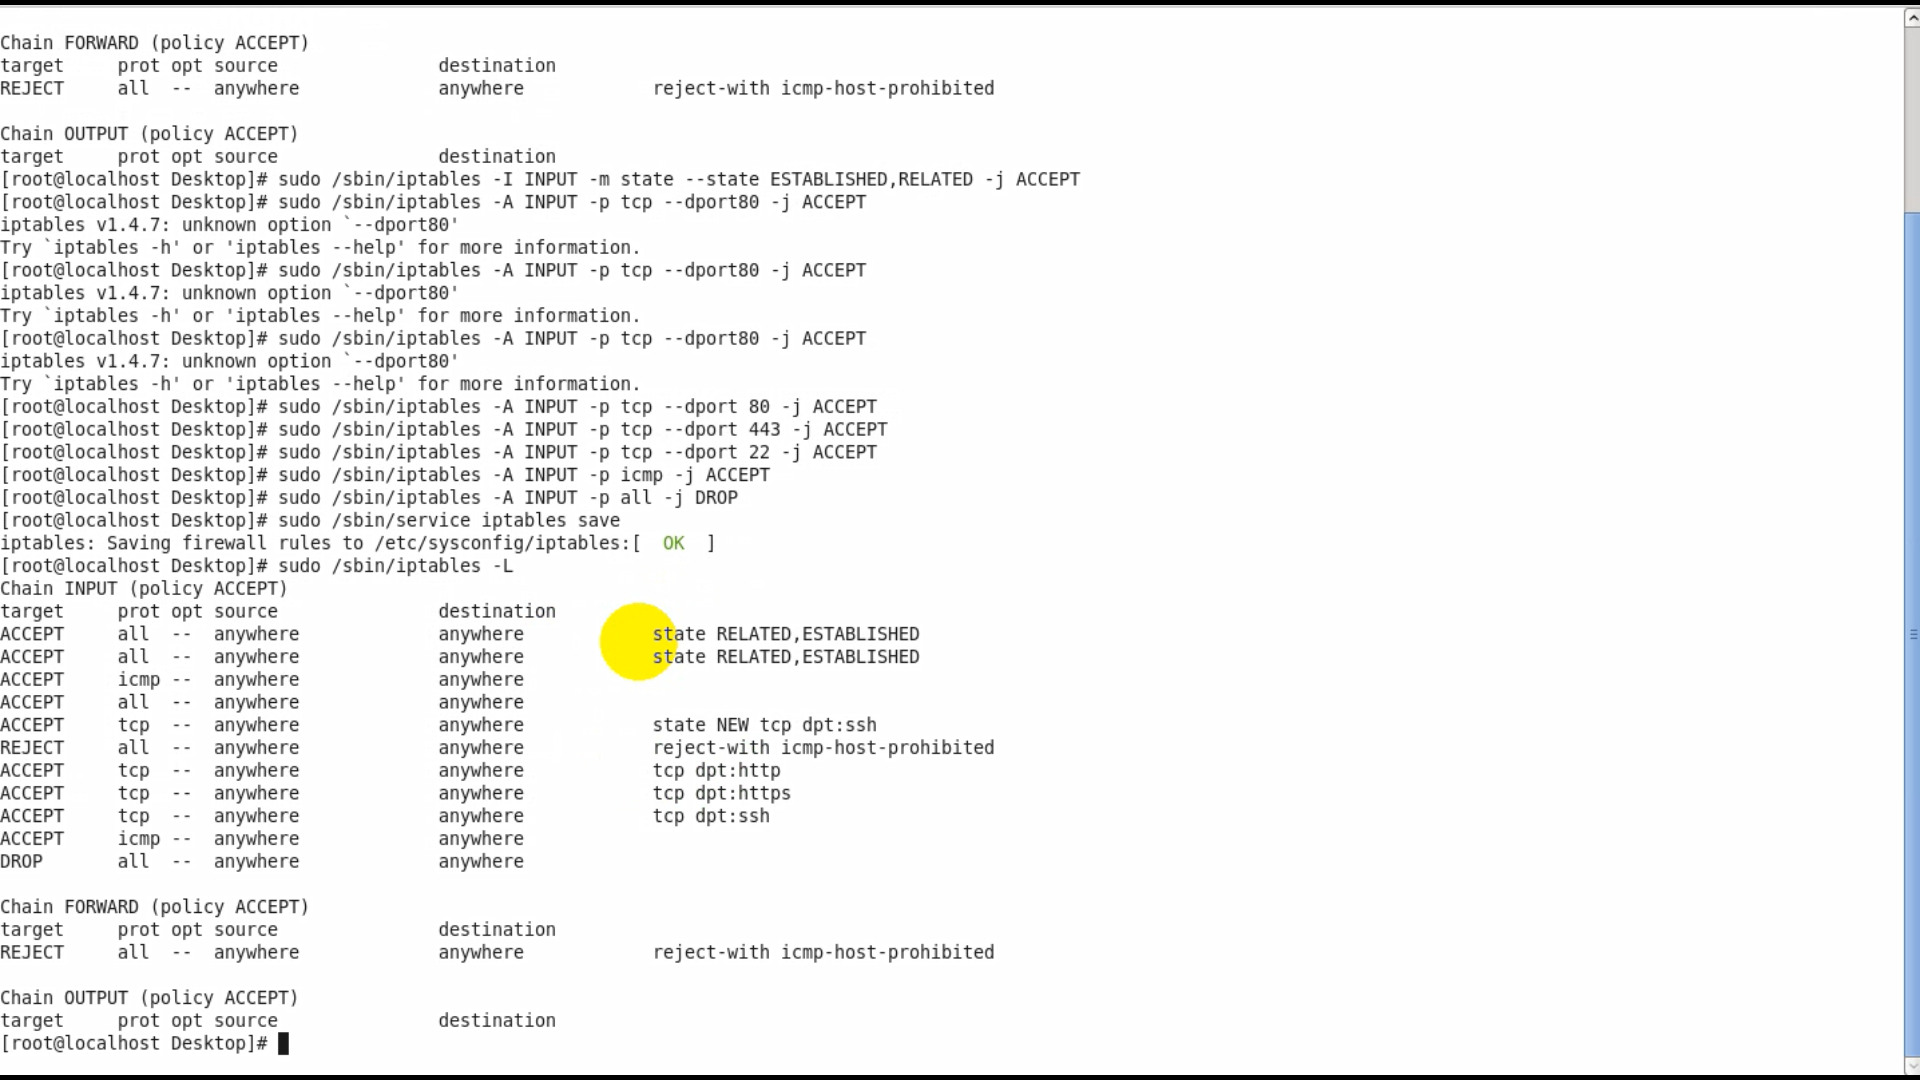 Chain FORWARD (policy ACCEPT)
target     prot opt source               destination
REJECT     all  --  anywhere             anywhere            reject-with icmp-host-prohibited

Chain OUTPUT (policy ACCEPT)
target     prot opt source               destination
[root@localhost Desktop]# sudo /sbin/iptables -I INPUT -m state --state ESTABLISHED,RELATED -j ACCEPT
[root@localhost Desktop]# sudo /sbin/iptables -A INPUT -p tcp --dport80 -j ACCEPT
iptables v1.4.7: unknown option `--dport80'
Try `iptables -h' or 'iptables --help' for more information.
[root@localhost Desktop]# sudo /sbin/iptables -A INPUT -p tcp --dport80 -j ACCEPT
iptables v1.4.7: unknown option `--dport80'
Try `iptables -h' or 'iptables --help' for more information.
[root@localhost Desktop]# sudo /sbin/iptables -A INPUT -p tcp --dport80 -j ACCEPT
iptables v1.4.7: unknown option `--dport80'
Try `iptables -h' or 'iptables --help' for more information.
[root@localhost Desktop]# sudo /sbin/iptables -A INPUT -p tcp --dport 80 -j ACCEPT
[root@localhost Desktop]# sudo /sbin/iptables -A INPUT -p tcp --dport 443 -j ACCEPT
[root@localhost Desktop]# sudo /sbin/iptables -A INPUT -p tcp --dport 22 -j ACCEPT
[root@localhost Desktop]# sudo /sbin/iptables -A INPUT -p icmp -j ACCEPT
[root@localhost Desktop]# sudo /sbin/iptables -A INPUT -p all -j DROP
[root@localhost Desktop]# sudo /sbin/service iptables save
iptables: Saving firewall rules to /etc/sysconfig/iptables:[  OK  ]
[root@localhost Desktop]# sudo /sbin/iptables -L
Chain INPUT (policy ACCEPT)
target     prot opt source               destination
ACCEPT     all  --  anywhere             anywhere            state RELATED,ESTABLISHED
ACCEPT     all  --  anywhere             anywhere            state RELATED,ESTABLISHED
ACCEPT     icmp --  anywhere             anywhere
ACCEPT     all  --  anywhere             anywhere
ACCEPT     tcp  --  anywhere             anywhere            state NEW tcp dpt:ssh
REJECT     all  --  anywhere             anywhere            reject-with icmp-host-prohibited
ACCEPT     tcp  --  anywhere             anywhere            tcp dpt:http
ACCEPT     tcp  --  anywhere             anywhere            tcp dpt:https
ACCEPT     tcp  --  anywhere             anywhere            tcp dpt:ssh
ACCEPT     icmp --  anywhere             anywhere
DROP       all  --  anywhere             anywhere

Chain FORWARD (policy ACCEPT)
target     prot opt source               destination
REJECT     all  --  anywhere             anywhere            reject-with icmp-host-prohibited

Chain OUTPUT (policy ACCEPT)
target     prot opt source               destination
[root@localhost Desktop]#